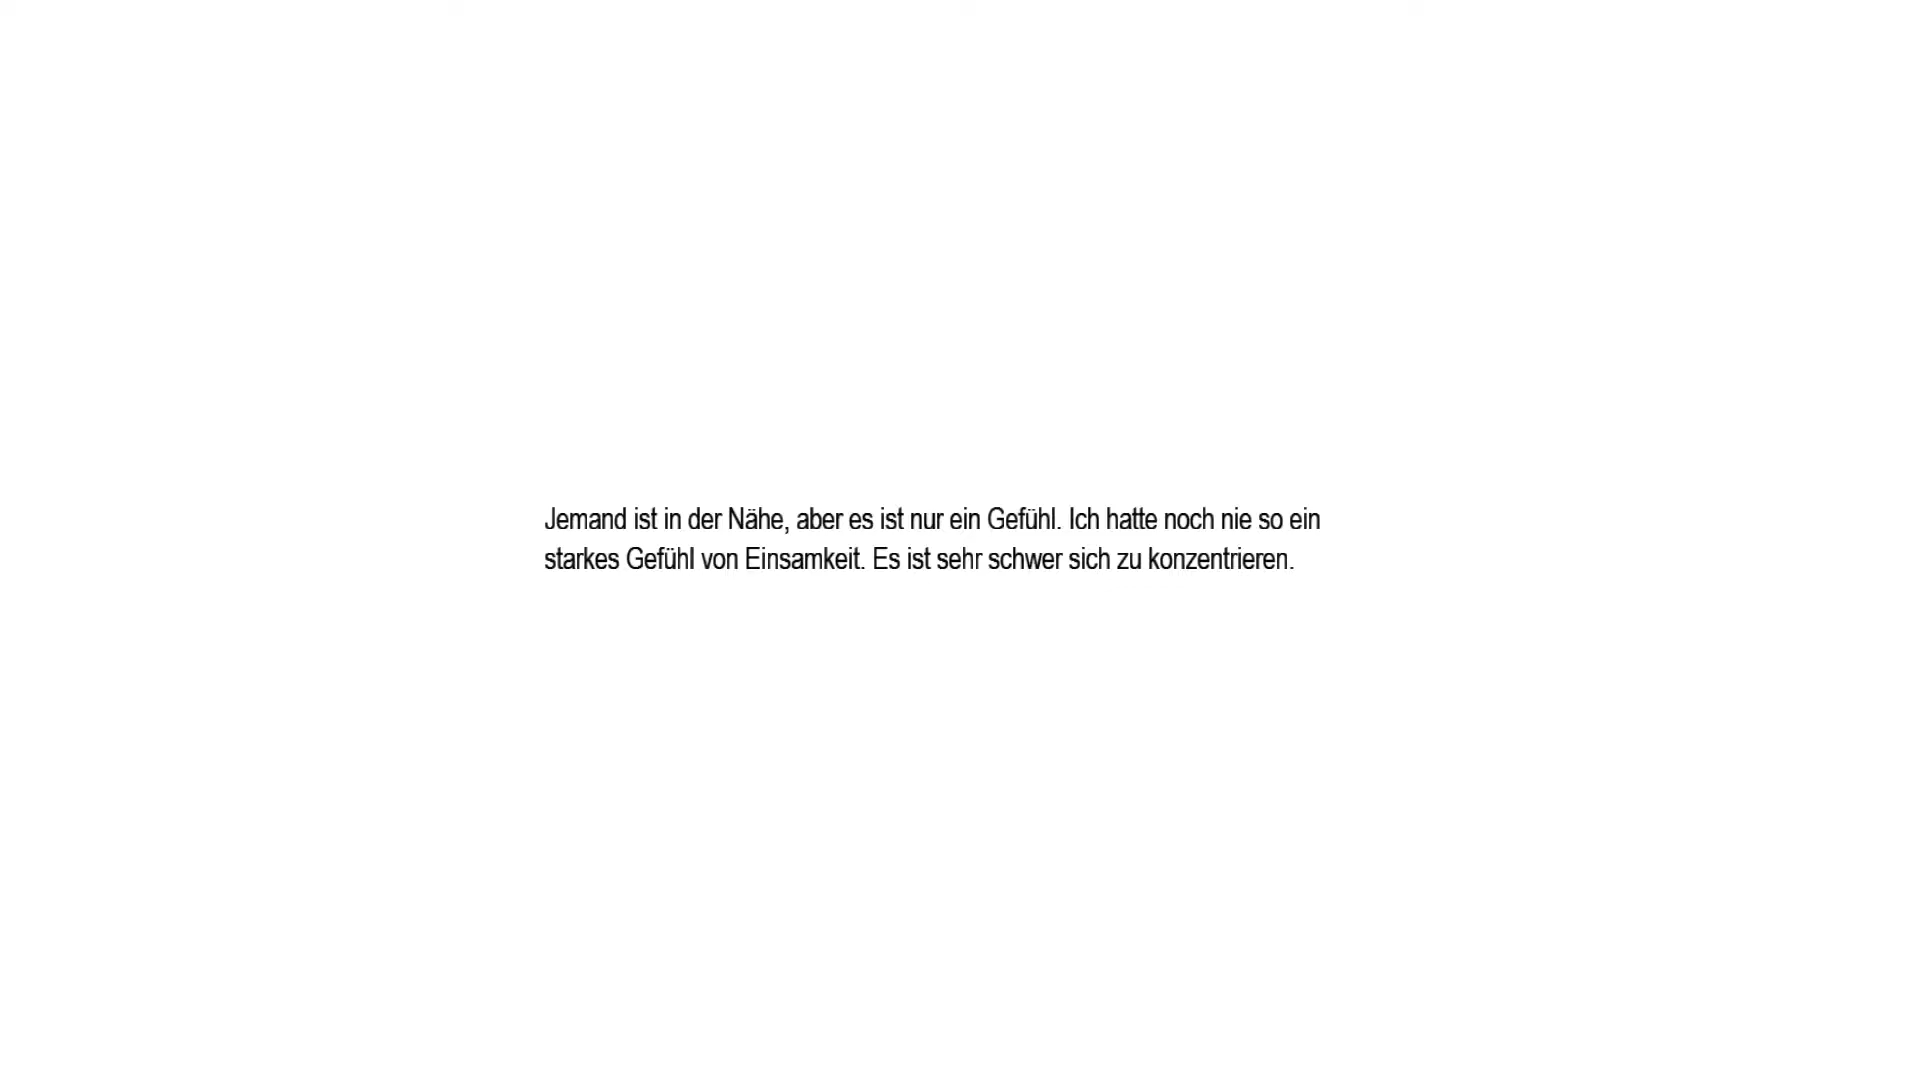 Jemand ist in der Nähe, aber es ist nur ein Gefühl. Ich hatte noch nie so ein
starkes Gefühl von Einsamkeit. Es ist sehr schwer sich zu konzentrieren.